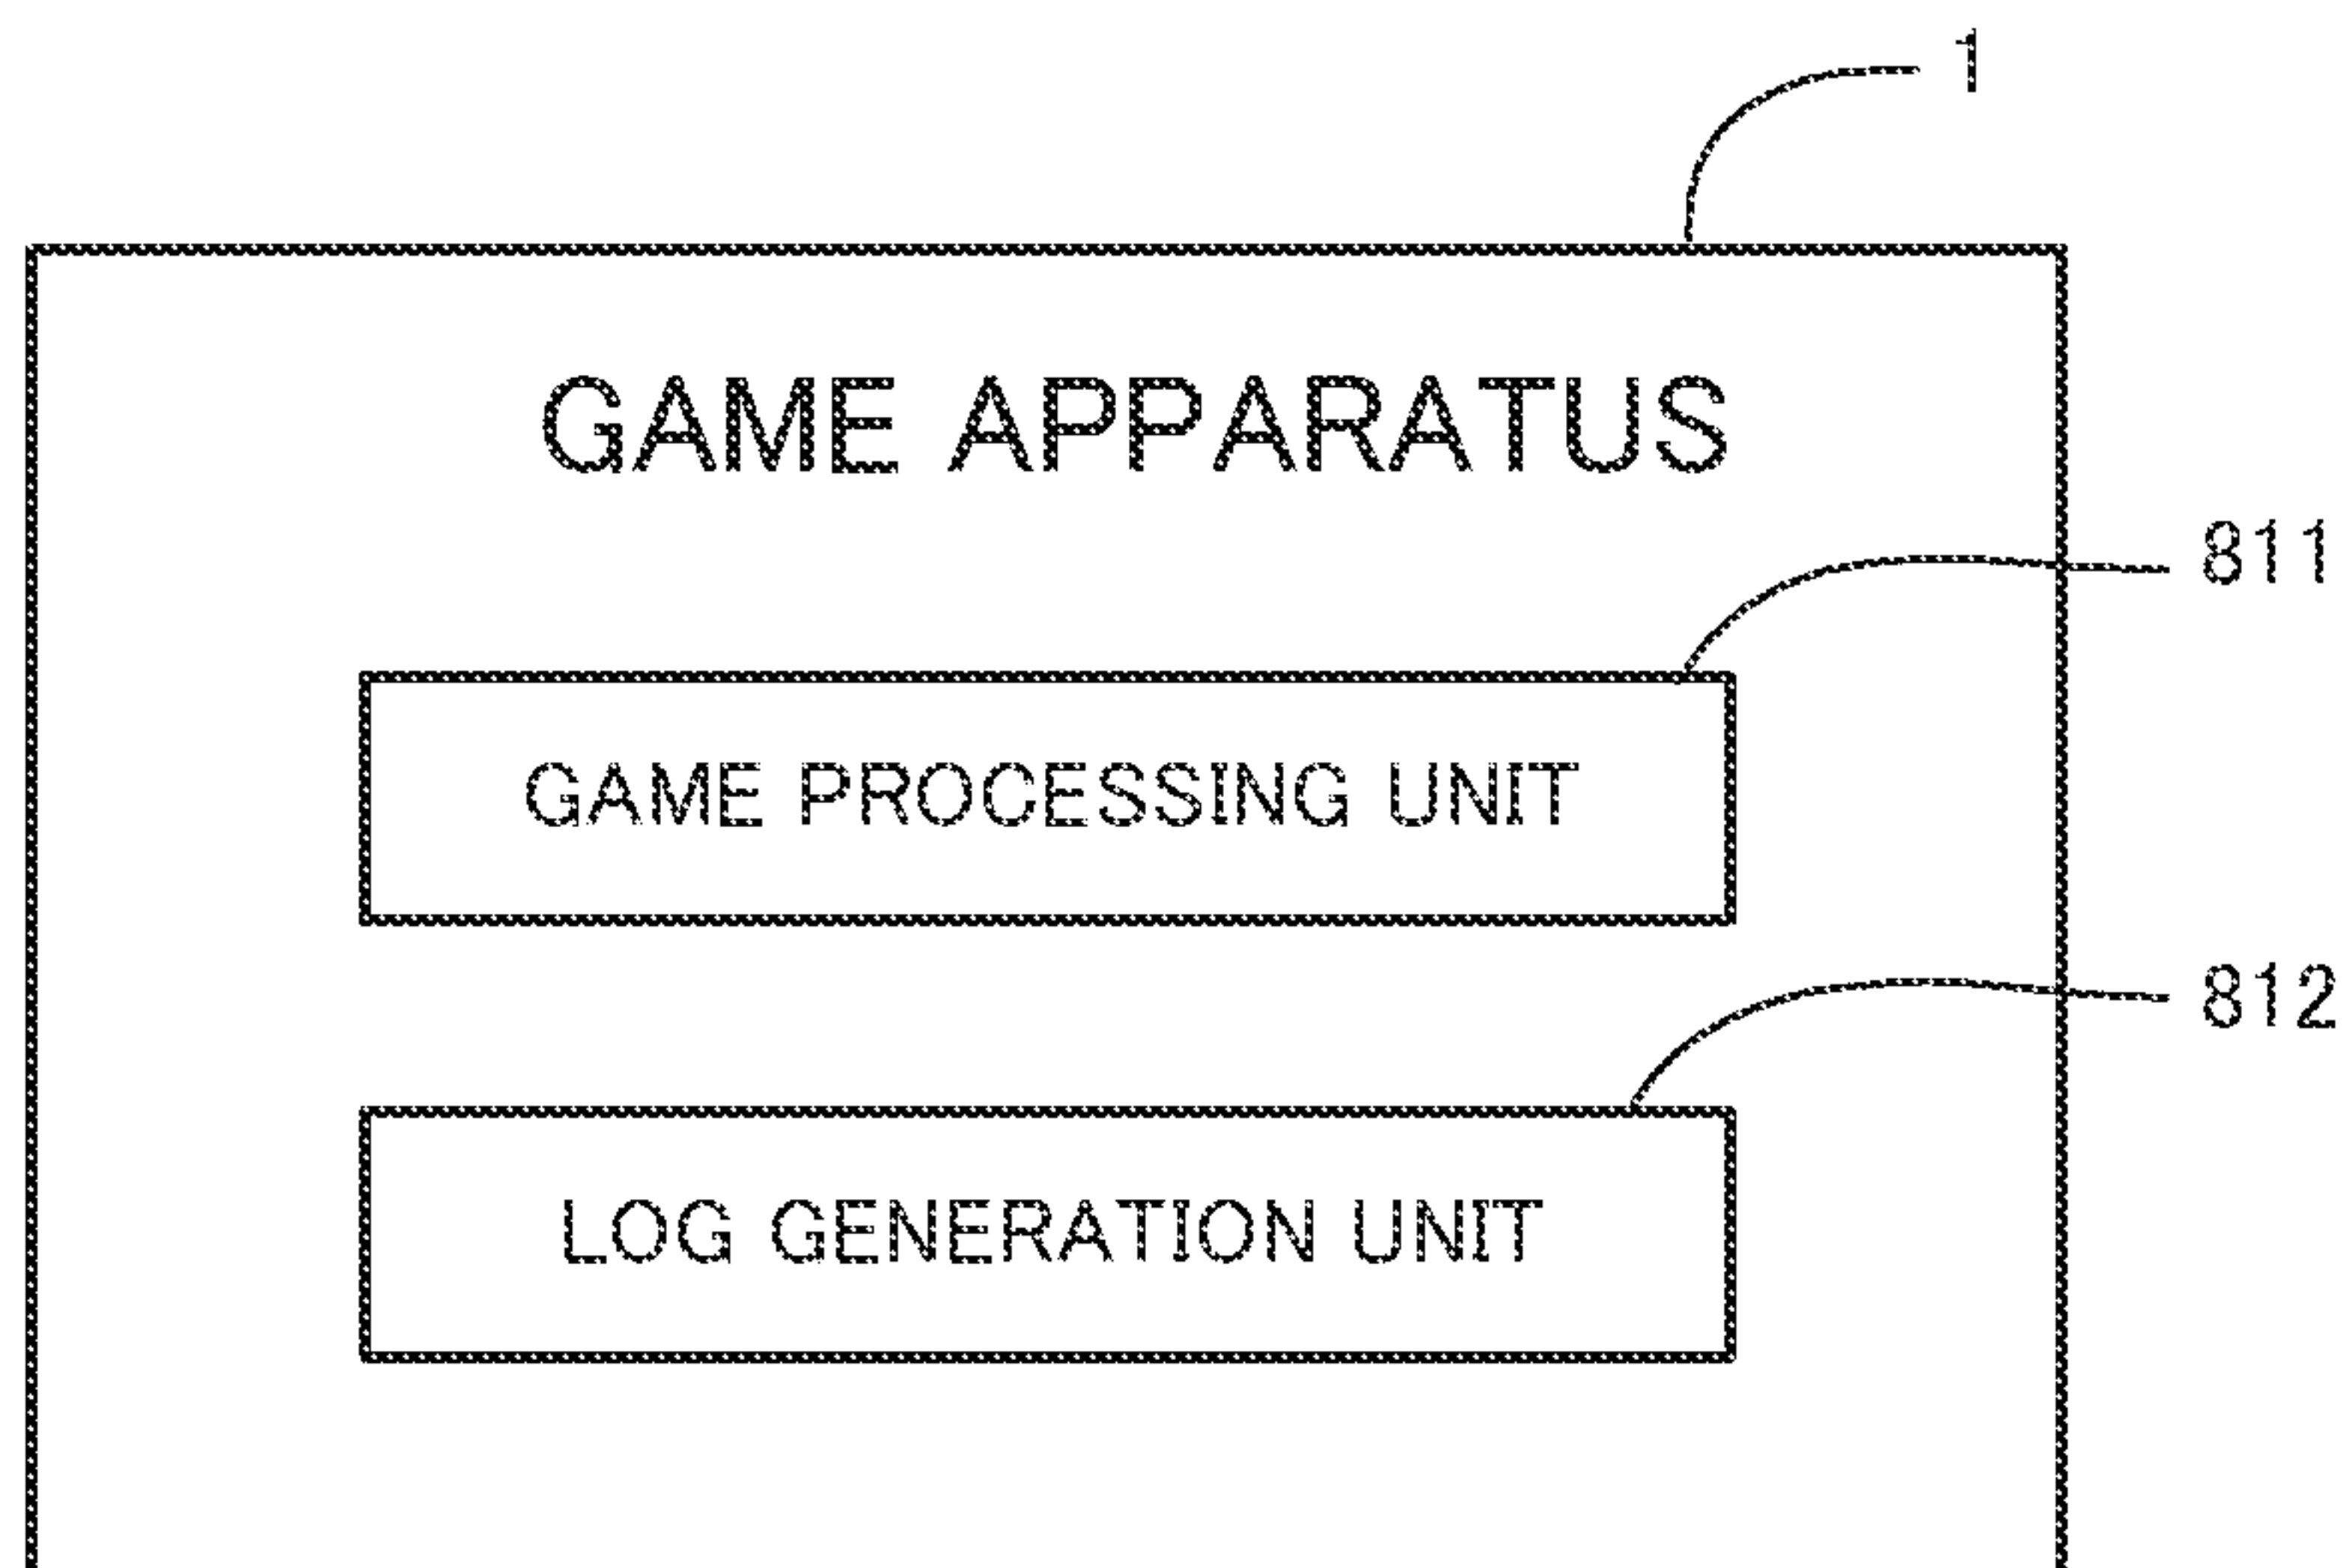 1
GAME APPARATUS
811
GAME PROCESSING UNIT
812
LOG GENERATION UNIT